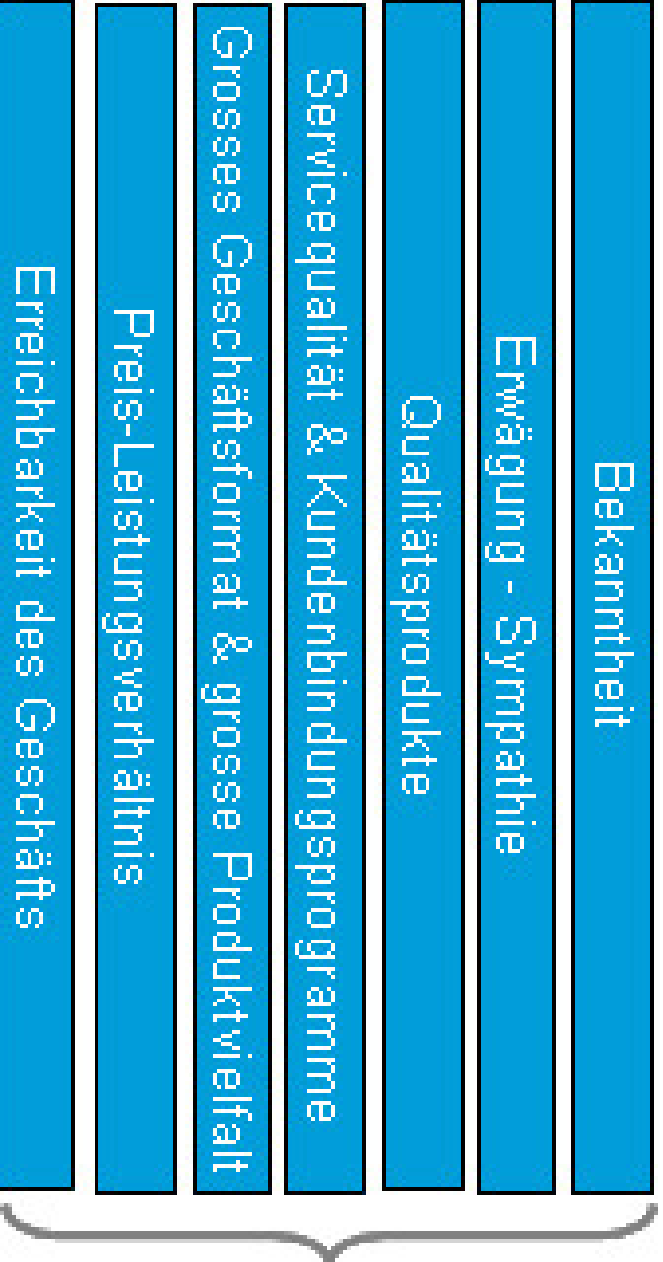 Bekanntheit
Erwägung - Sympathie
Qualitätsprodukte
Servicequalität & Kundenbindungsprogramme
Grosses Geschäftsformat & grosse Produktvielfalt
Preis-Leistungsverhältnis
Erreichbarkeit des Geschäfts